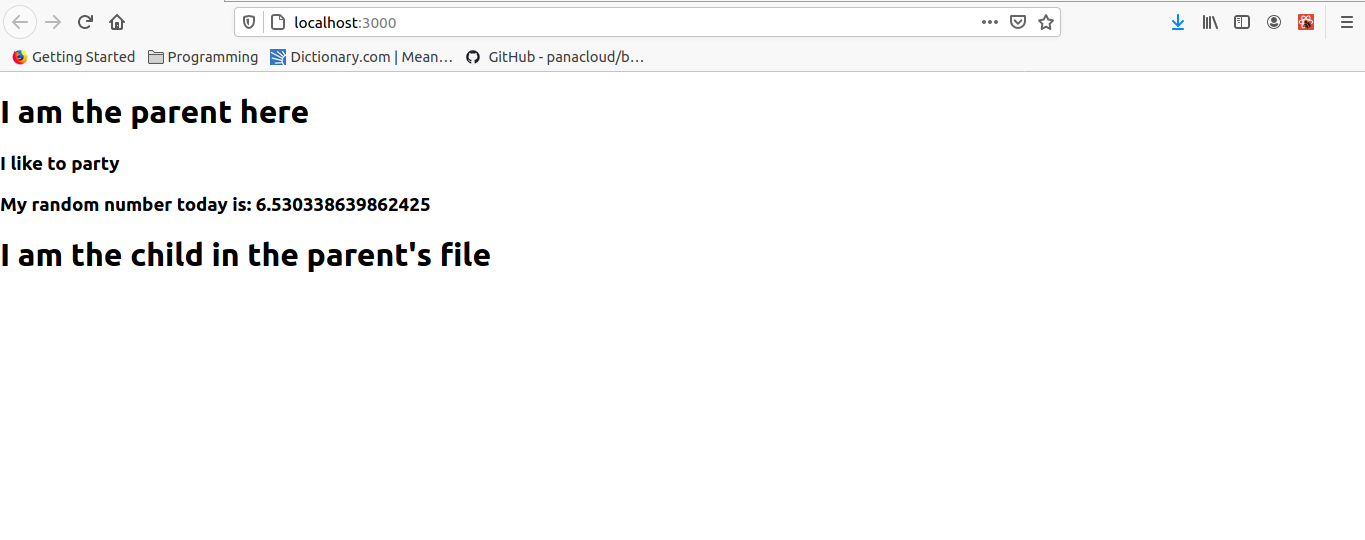 localhost:3000
Getting Started Programming Dictionary.com | Mean… GitHub - panacloud/b…
I am the parent here
I like to party
My random number today is: 6.530338639862425
I am the child in the parent's file